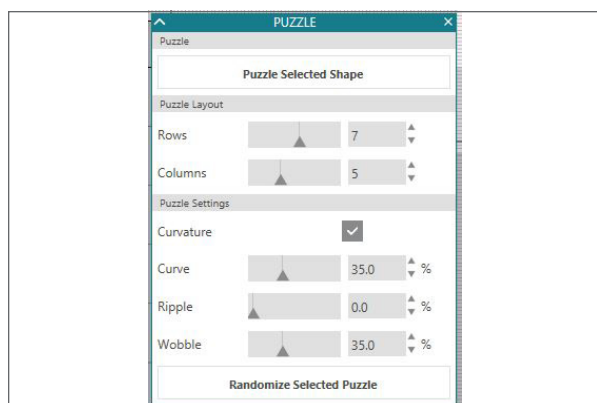 PUZZLE
Puzzle
Puzzle Selected Shape
Puzzle Layout
Rows 7
Columns 5
Puzzle Settings
Curvature
Curve 35.0 %
Ripple 0.0 %
Wobble 35.0 %
Randomize Selected Puzzle